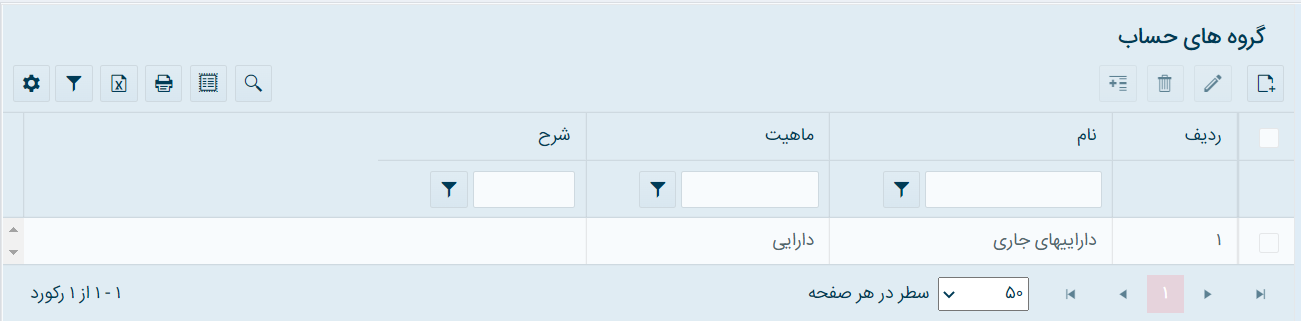 گروه های حساب
ردیف نام ماهیت شرح
۱ داراییهای جاری دارایی
۱ ۵۰ سطر در هر صفحه ۱ - ۱ از ۱ رکورد